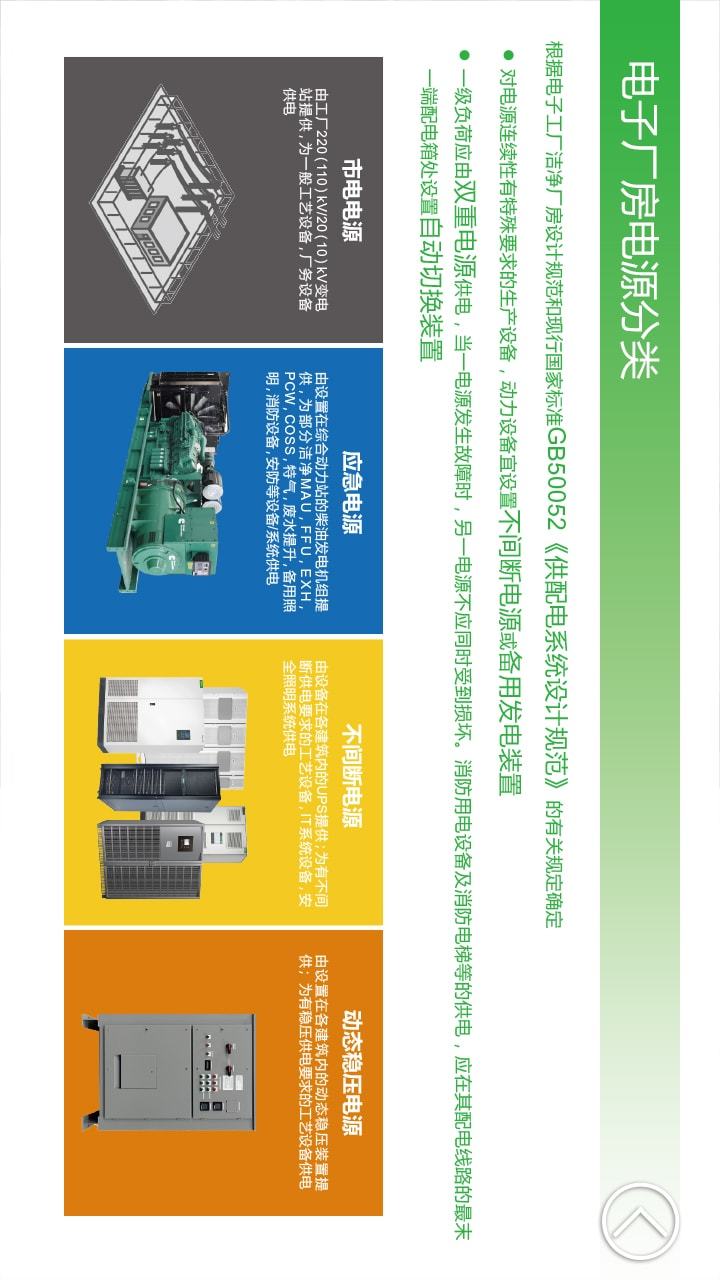 电子厂房电源分类
根据电子工厂洁净厂房设计规范和现行国家标准GB50052《供配电系统设计规范》的有关规定确定
● 对电源连续性有特殊要求的生产设备，动力设备宜设置不间断电源或备用发电装置
● 一级负荷应由双重电源供电，当一电源发生故障时，另一电源不应同时受到损坏。消防用电设备及消防电梯等的供电，应在其配电线路的最末
一端配电箱处设置自动切换装置
市电电源
由工厂220(110)kV/20(10)kV变电
站提供,为一般工艺设备,厂务设备
供电
应急电源
由设置在综合动力站的柴油发电机组提
供,为部分洁净MAU,FFU,EXH,
PCW,COSS,特气,废水提升,备用照
明,消防设备,安防等设备/系统供电
不间断电源
由设备在各建筑内的UPS提供;为有不间
断供电要求的工艺设备,IT系统设备,安
全照明系统供电
动态稳压电源
由设置在各建筑内的动态稳压装置提
供；为有稳压供电要求的工艺设备供电